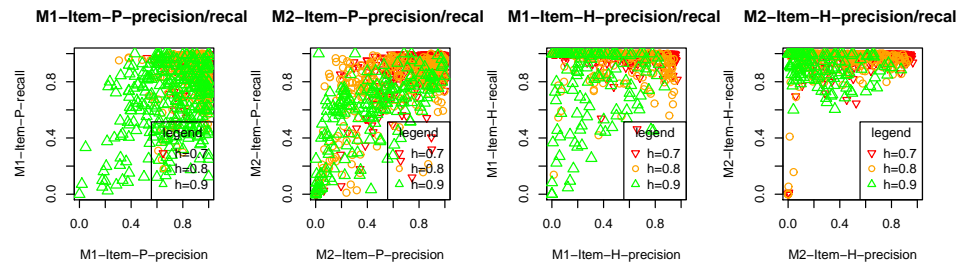 M1−Item−P−precision/recal
M1−Item−P−recall
0.0 0.4 0.8
legend
h=0.7
h=0.8
h=0.9
0.0 0.4 0.8
M1−Item−P−precision
M2−Item−P−precision/recal
M2−Item−P−recall
0.0 0.4 0.8
legend
h=0.7
h=0.8
h=0.9
0.0 0.4 0.8
M2−Item−P−precision
M1−Item−H−precision/recal
M1−Item−H−recall
0.0 0.4 0.8
legend
h=0.7
h=0.8
h=0.9
0.0 0.4 0.8
M1−Item−H−precision
M2−Item−H−precision/recal
M2−Item−H−recall
0.0 0.4 0.8
legend
h=0.7
h=0.8
h=0.9
0.0 0.4 0.8
M2−Item−H−precision